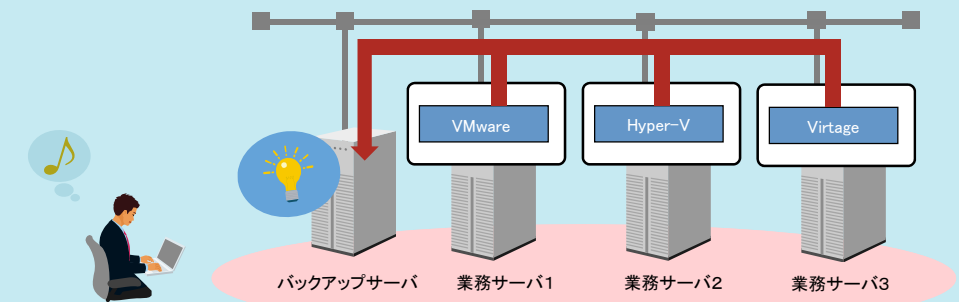 VMware
Hyper-V
Virtage
バックアップサーバ
業務サーバ1
業務サーバ2
業務サーバ3